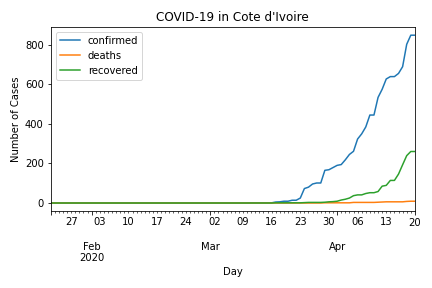 COVID-19 in Cote d'Ivoire
confirmed
deaths
recovered
Number of Cases
800
600
400
200
0
27 03 10 17 24 02 09 16 23 30 06 13 20
Feb Mar Apr
2020
Day